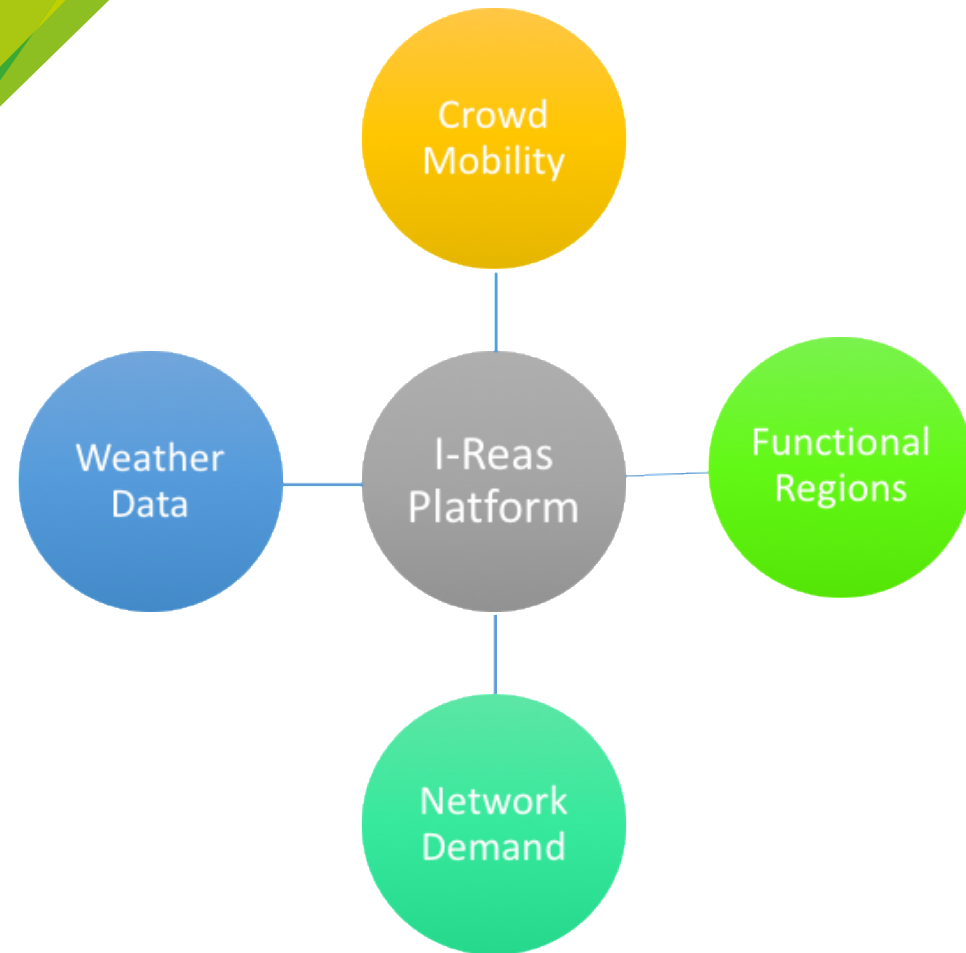 Crowd
Mobility
Weather
Data
I-Reas
Platform
Functional
Regions
Network
Demand